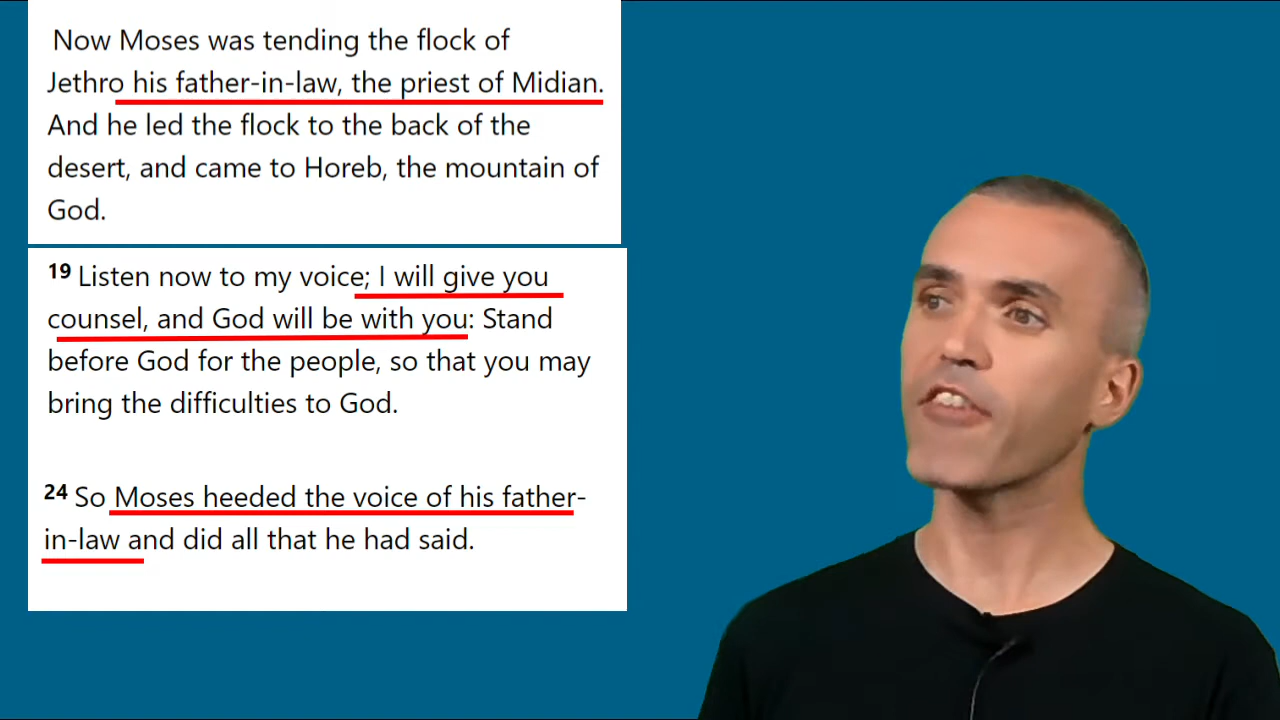 Now Moses was tending the flock of
Jethro his father-in-law, the priest of Midian.
And he led the flock to the back of the
desert, and came to Horeb, the mountain of
God.
19 Listen now to my voice; I will give you
counsel, and God will be with you: Stand
before God for the people, so that you may
bring the difficulties to God.
24 So Moses heeded the voice of his father-
in-law and did all that he had said.